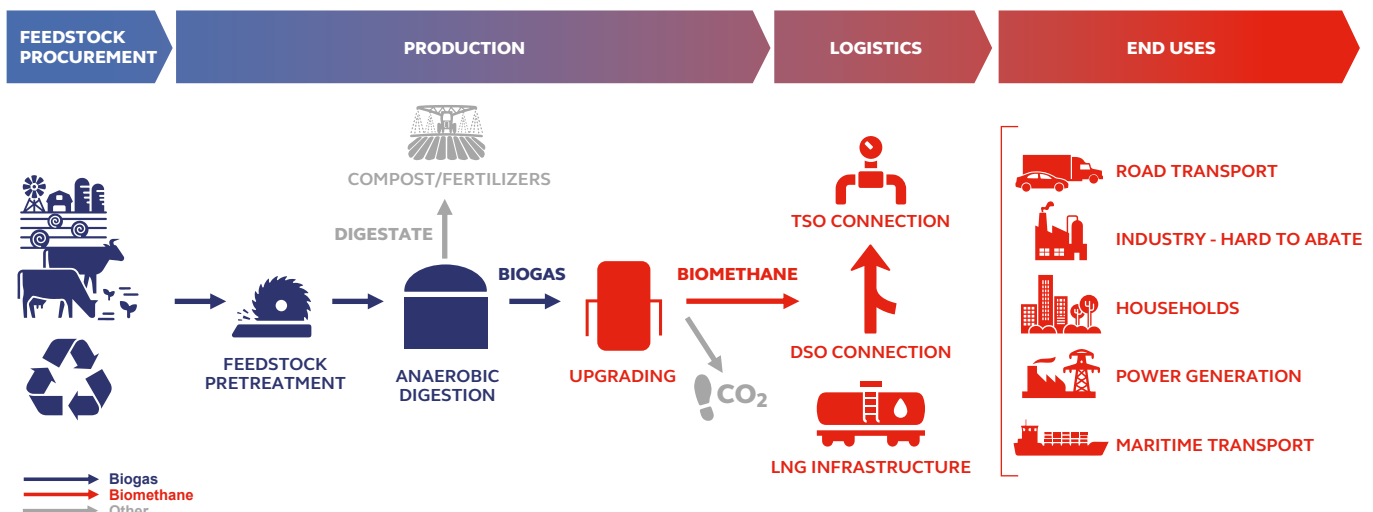 FEEDSTOCK
PROCUREMENT
PRODUCTION
LOGISTICS
END USES
COMPOST/FERTILIZERS
DIGESTATE
BIOGAS
BIOMETHANE
FEEDSTOCK
PRETREATMENT
ANAEROBIC
DIGESTION
UPGRADING
CO₂
TSO CONNECTION
DSO CONNECTION
LNG INFRASTRUCTURE
ROAD TRANSPORT
INDUSTRY - HARD TO ABATE
HOUSEHOLDS
POWER GENERATION
MARITIME TRANSPORT
Biogas
Biomethane
Other